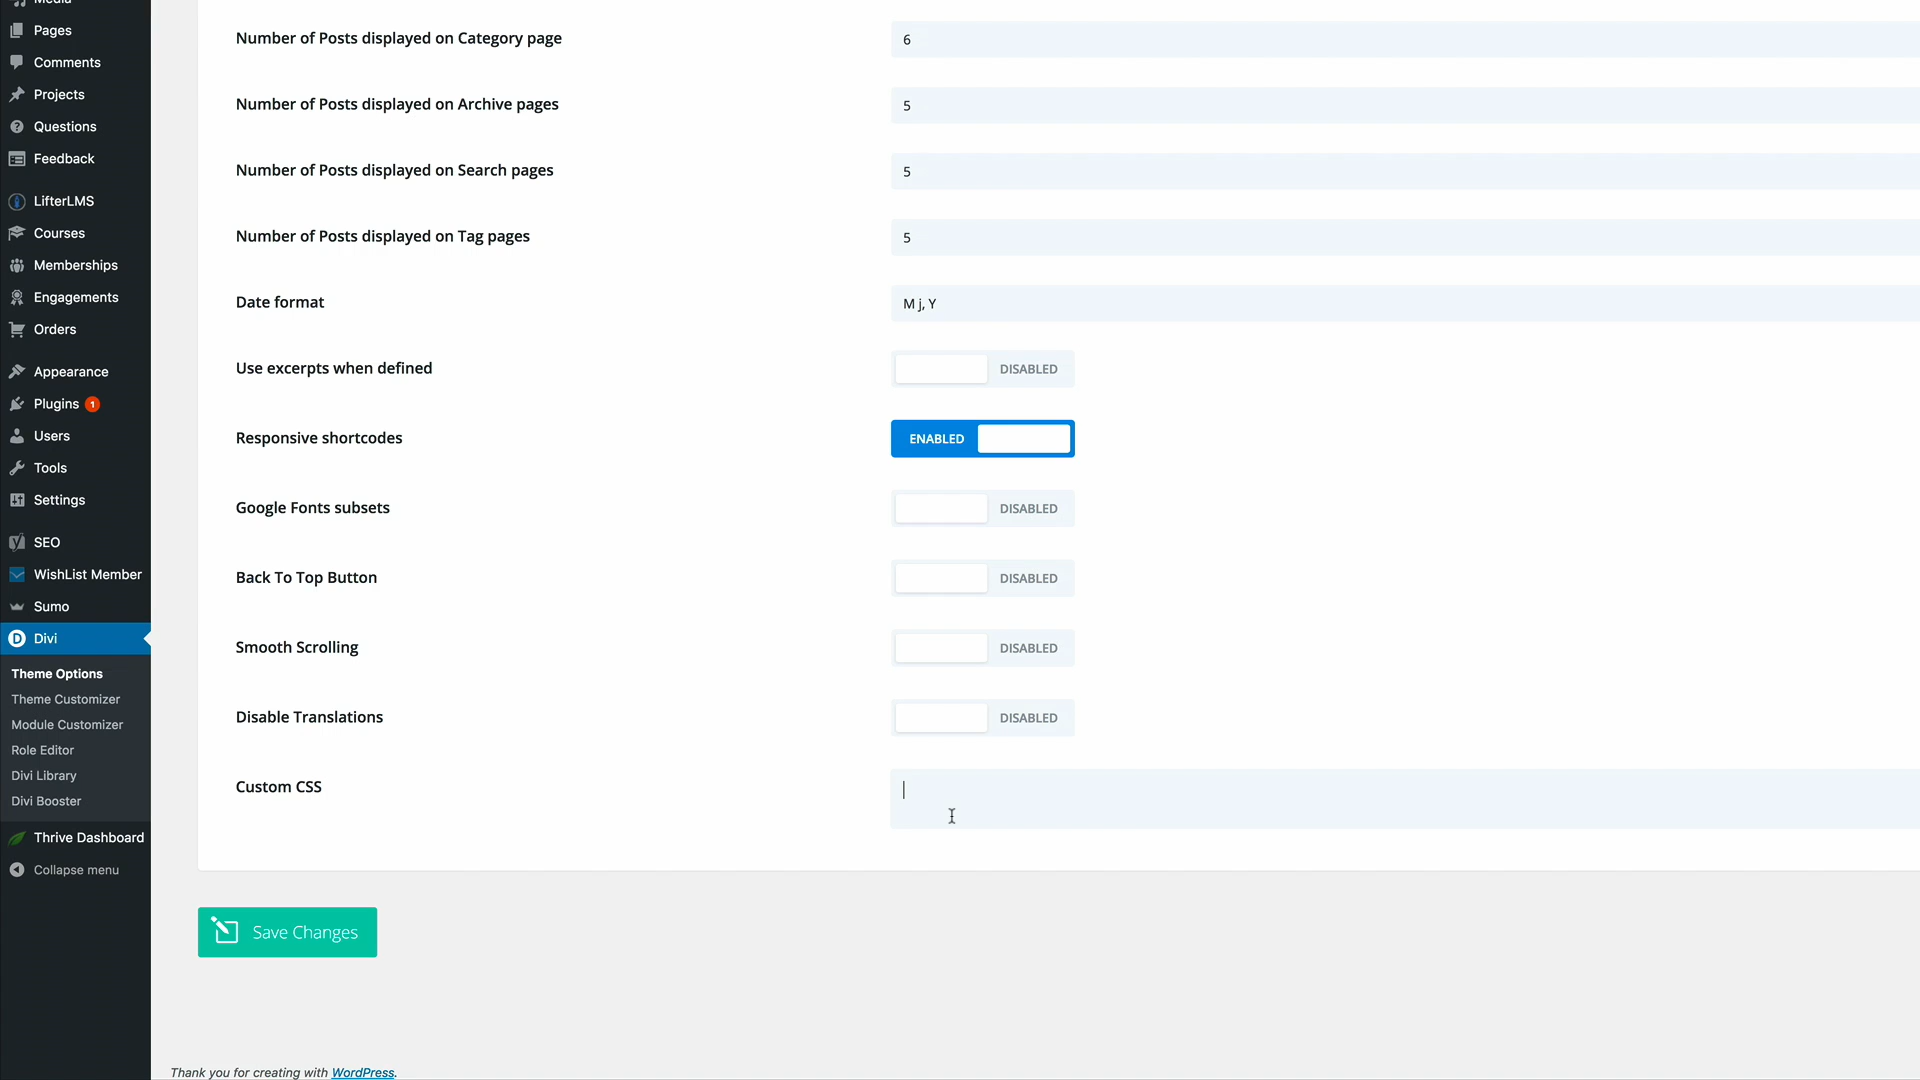 Media
Pages
Comments
Projects
Questions
Feedback
LifterLMS
Courses
Memberships
Engagements
Orders
Appearance
Plugins 1
Users
Tools
Settings
SEO
WishList Member
Sumo
Divi
Theme Options
Theme Customizer
Module Customizer
Role Editor
Divi Library
Divi Booster
Thrive Dashboard
Collapse menu
Number of Posts displayed on Category page 6
Number of Posts displayed on Archive pages 5
Number of Posts displayed on Search pages 5
Number of Posts displayed on Tag pages 5
Date format M j, Y
Use excerpts when defined DISABLED
Responsive shortcodes ENABLED
Google Fonts subsets DISABLED
Back To Top Button DISABLED
Smooth Scrolling DISABLED
Disable Translations DISABLED
Custom CSS
Save Changes
Thank you for creating with WordPress.